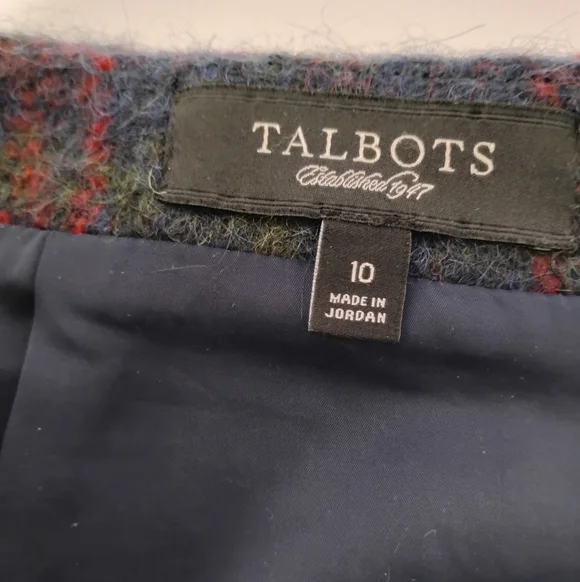 TALBOTS
Established 1947
10
MADE IN
JORDAN